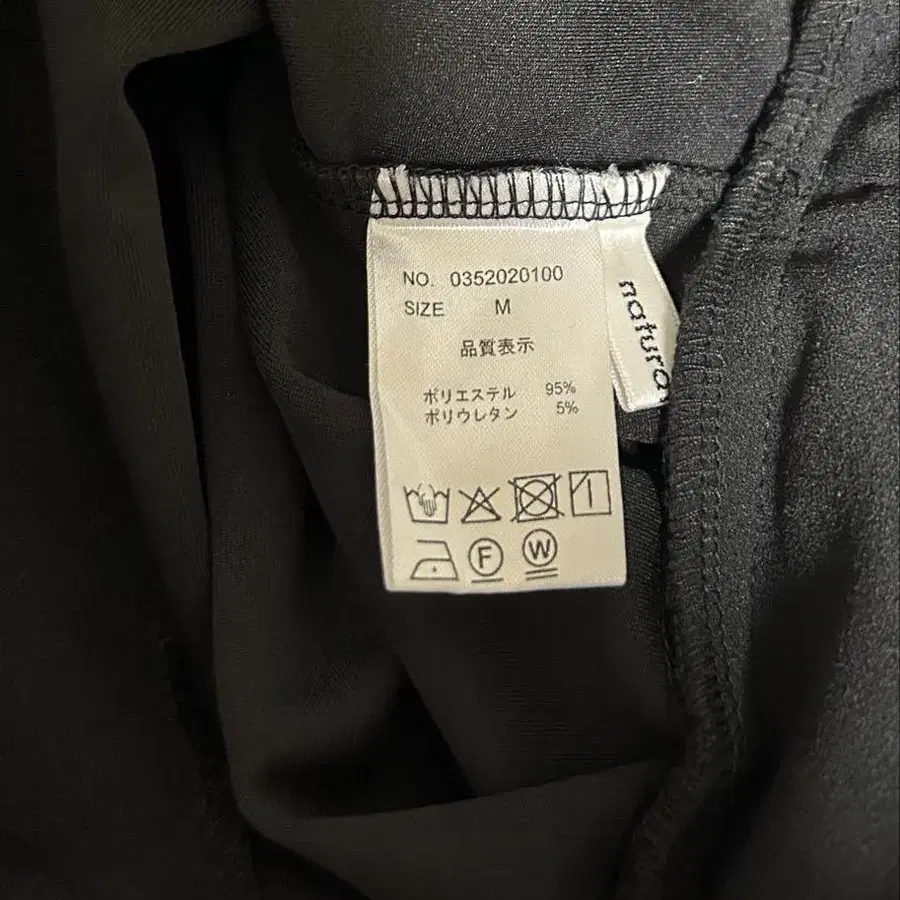 NO. 0352020100
SIZE M
品質表示
ポリエステル 95%
ポリウレタン 5%
F W
natural